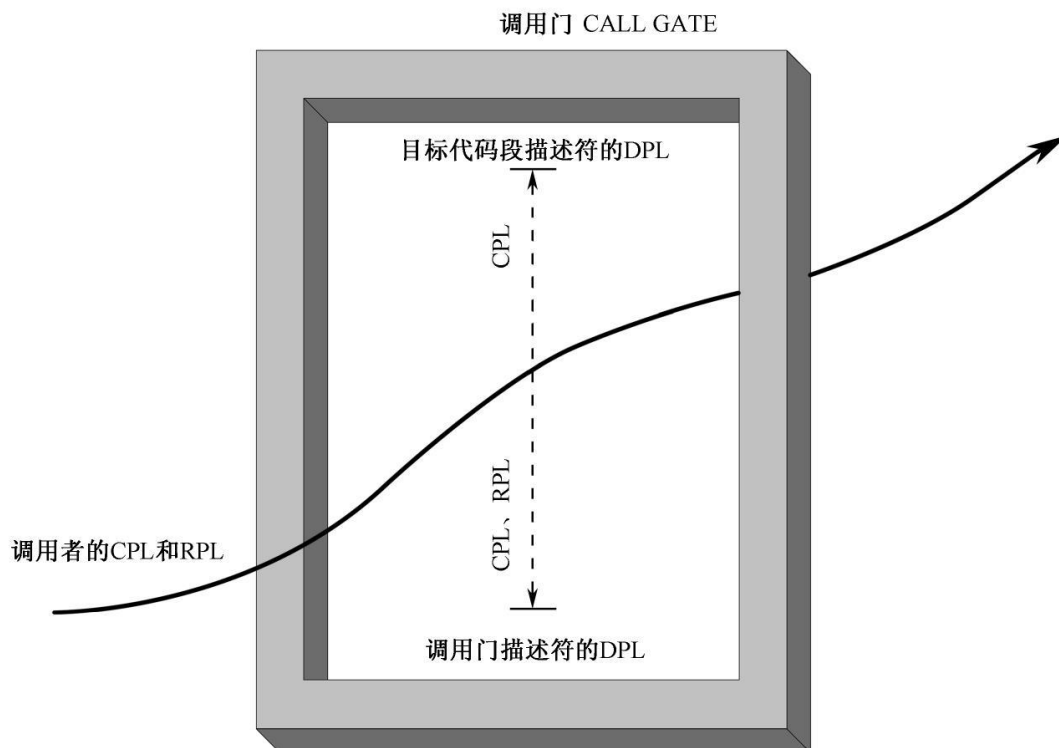 调用门 CALL GATE
目标代码段描述符的DPL
CPL
CPL、RPL
调用者的CPL和RPL
调用门描述符的DPL